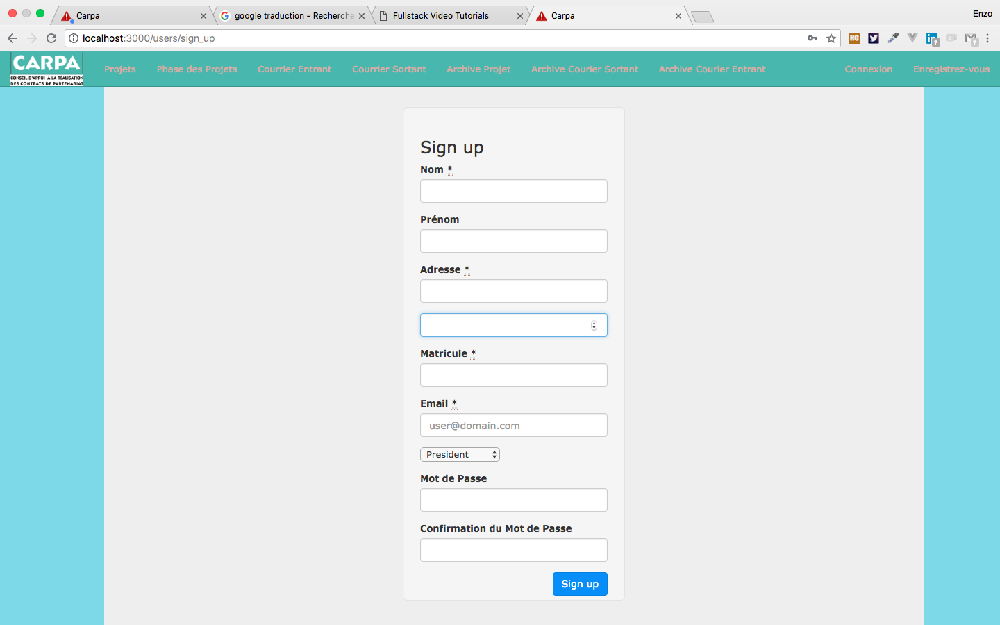 Carpa
google traduction - Recherche
Fullstack Video Tutorials
Carpa
Enzo
localhost:3000/users/sign_up
HC
CARPA
CONSEIL D'APPUI À LA RÉALISATION
DES CONTRATS DE PARTENARIAT
Projets
Phase des Projets
Courrier Entrant
Courrier Sortant
Archive Projet
Archive Courier Sortant
Archive Courier Entrant
Connexion
Enregistrez-vous
Sign up
Nom *
Prénom
Adresse *
Matricule *
Email *
user@domain.com
President
Mot de Passe
Confirmation du Mot de Passe
Sign up